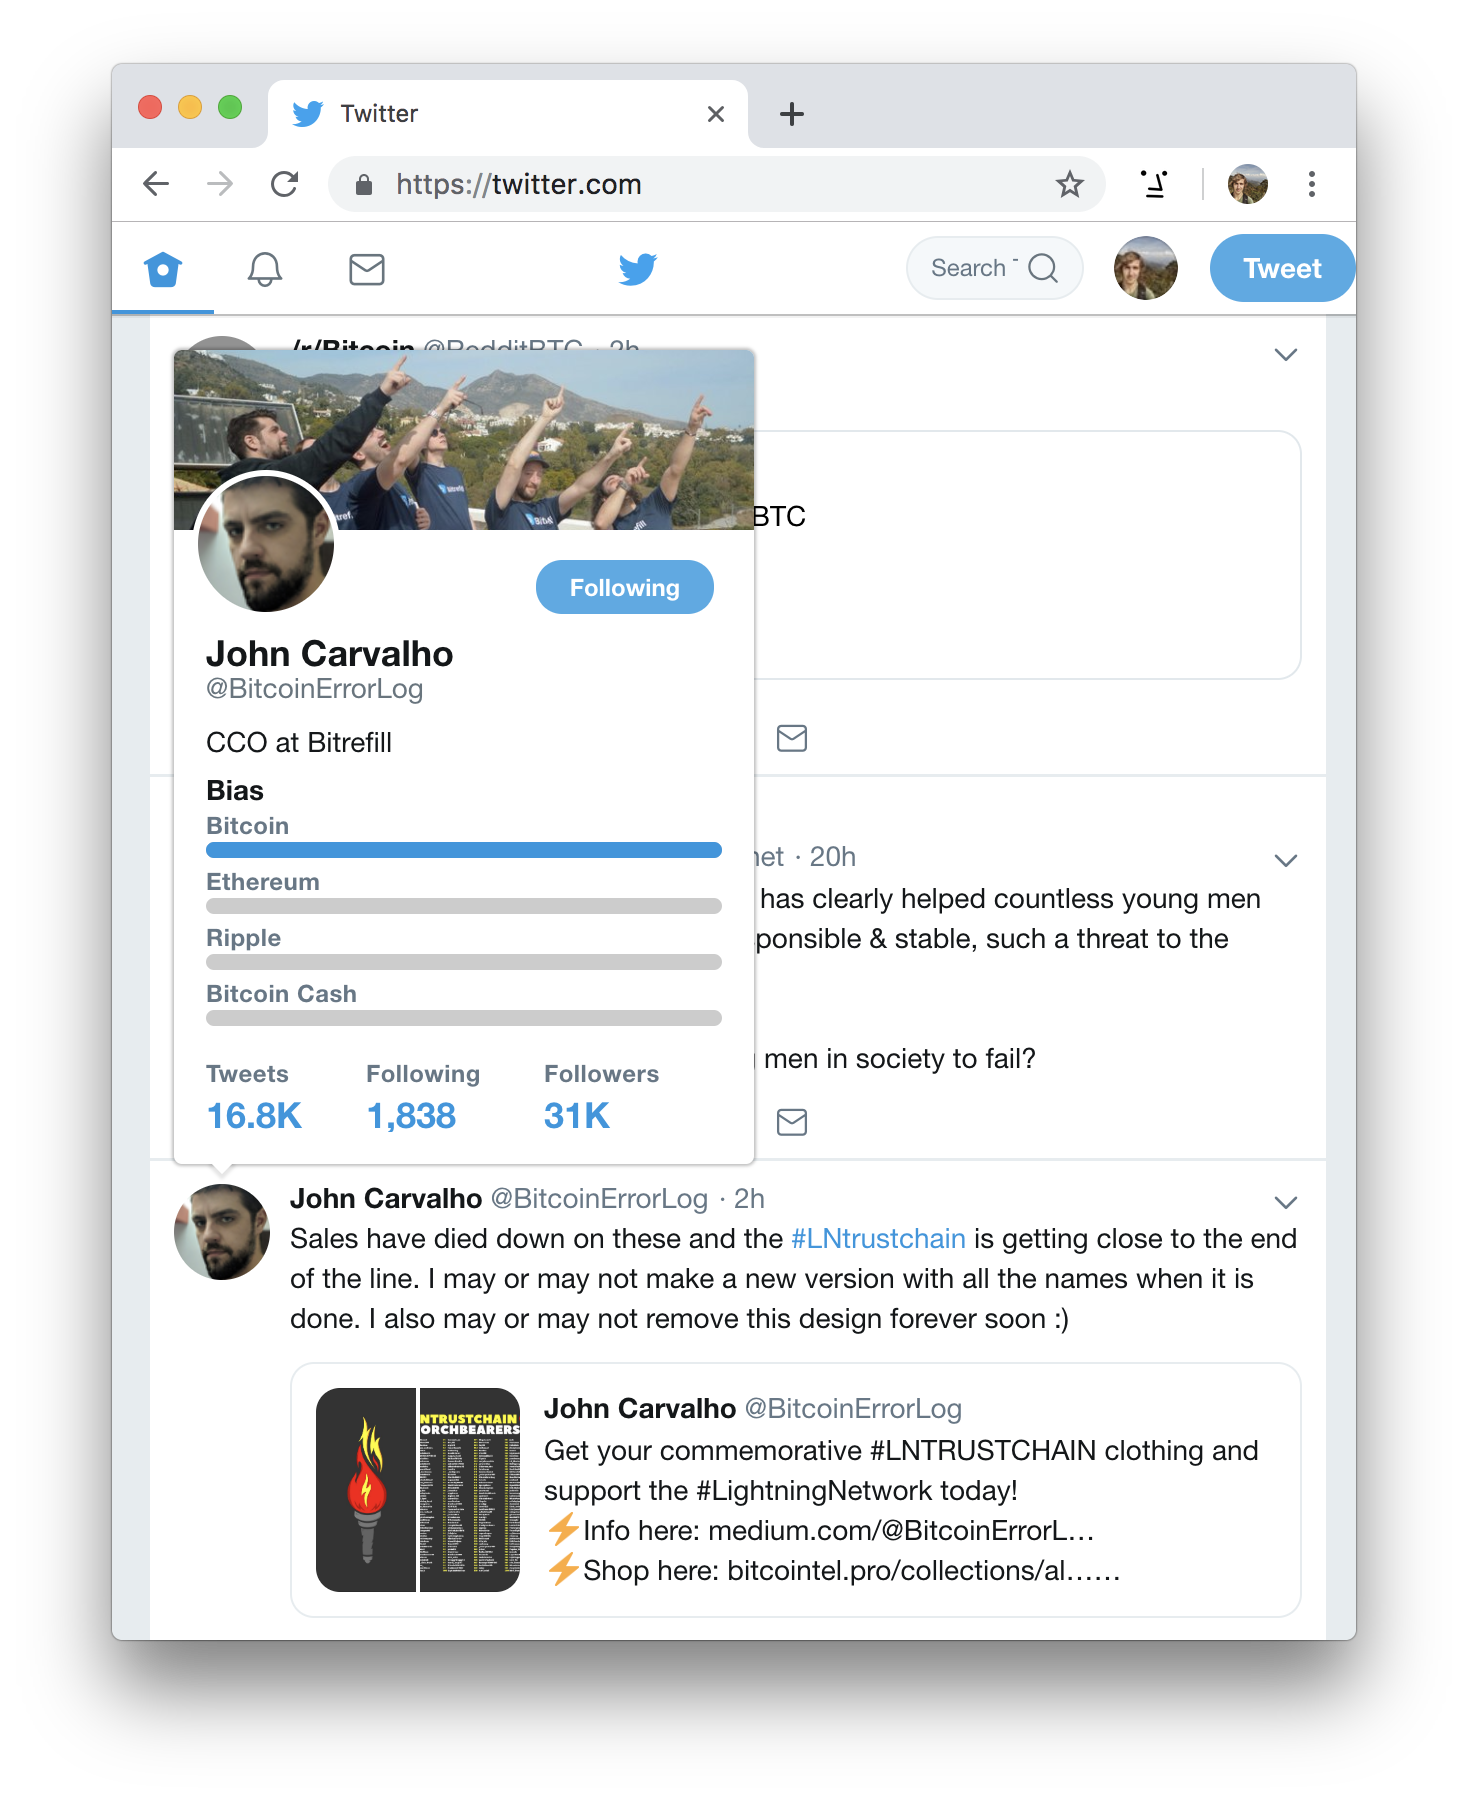 Twitter
https://twitter.com
Search
Tweet
/r/Bitcoin @RedditBTC · 2h
BTC
Following
John Carvalho
@BitcoinErrorLog
CCO at Bitrefill
Bias
Bitcoin
Ethereum
Ripple
Bitcoin Cash
Tweets Following Followers
16.8K 1,838 31K
net · 20h
has clearly helped countless young men
ponsible & stable, such a threat to the
men in society to fail?
John Carvalho @BitcoinErrorLog · 2h
Sales have died down on these and the #LNtrustchain is getting close to the end
of the line. I may or may not make a new version with all the names when it is
done. I also may or may not remove this design forever soon :)
NTRUSTCHAIN
ORCHBEARERS
John Carvalho @BitcoinErrorLog
Get your commemorative #LNTRUSTCHAIN clothing and
support the #LightningNetwork today!
⚡Info here: medium.com/@BitcoinErrorL…
⚡Shop here: bitcointel.pro/collections/al……